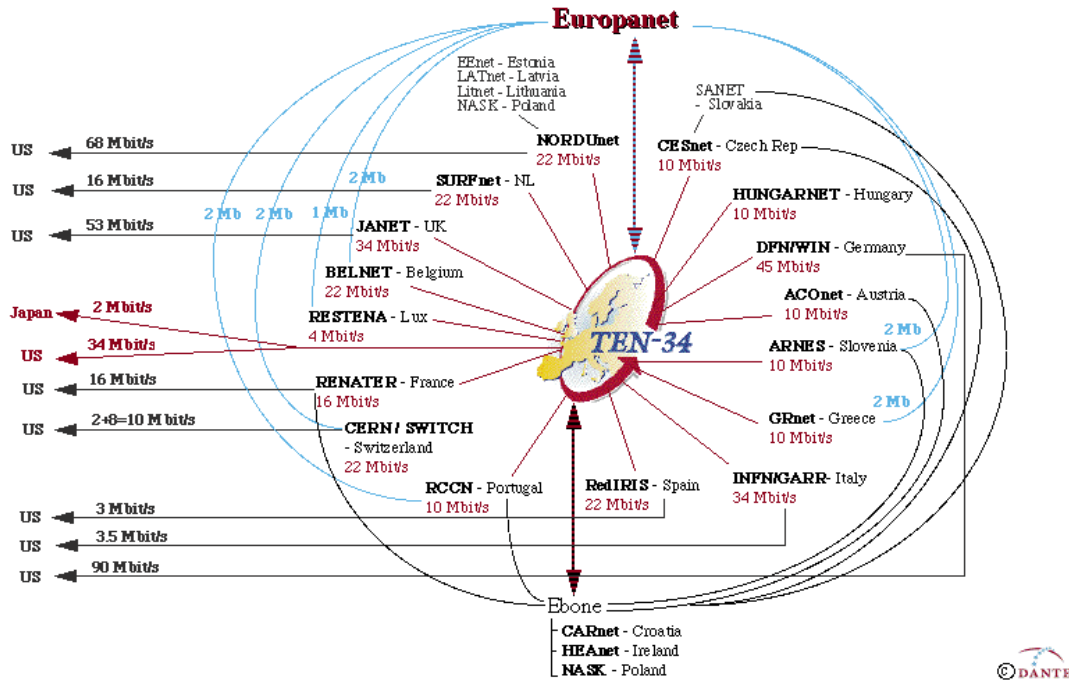 Europanet
EEnet - Estonia
LATnet - Latvia
Litnet - Lithuania
NASK - Poland
SANET
- Slovakia
US
68 Mbit/s
NORDUnet
22 Mbit/s
CESnet - Czech Rep
10 Mbit/s
US
16 Mbit/s
2 Mb
SURFnet - NL
22 Mbit/s
HUNGARNET - Hungary
10 Mbit/s
2 Mb
2 Mb
1 Mb
US
53 Mbit/s
JANET - UK
34 Mbit/s
DFN/WIN - Germany
45 Mbit/s
BELNET - Belgium
22 Mbit/s
ACOnet - Austria
10 Mbit/s
Japan
2 Mbit/s
RESTENA - Lux
4 Mbit/s
2 Mb
TEN-34
ARNES - Slovenia
10 Mbit/s
US
34 Mbit/s
US
16 Mbit/s
RENATER - France
16 Mbit/s
2 Mb
US
2+8=10 Mbit/s
CERN / SWITCH
- Switzerland
22 Mbit/s
GRnet - Greece
10 Mbit/s
RCCN - Portugal
10 Mbit/s
RedIRIS - Spain
22 Mbit/s
INFN/GARR- Italy
34 Mbit/s
US
3 Mbit/s
US
3.5 Mbit/s
US
90 Mbit/s
Ebone
CARnet - Croatia
HEAnet - Ireland
NASK - Poland
© DANTE